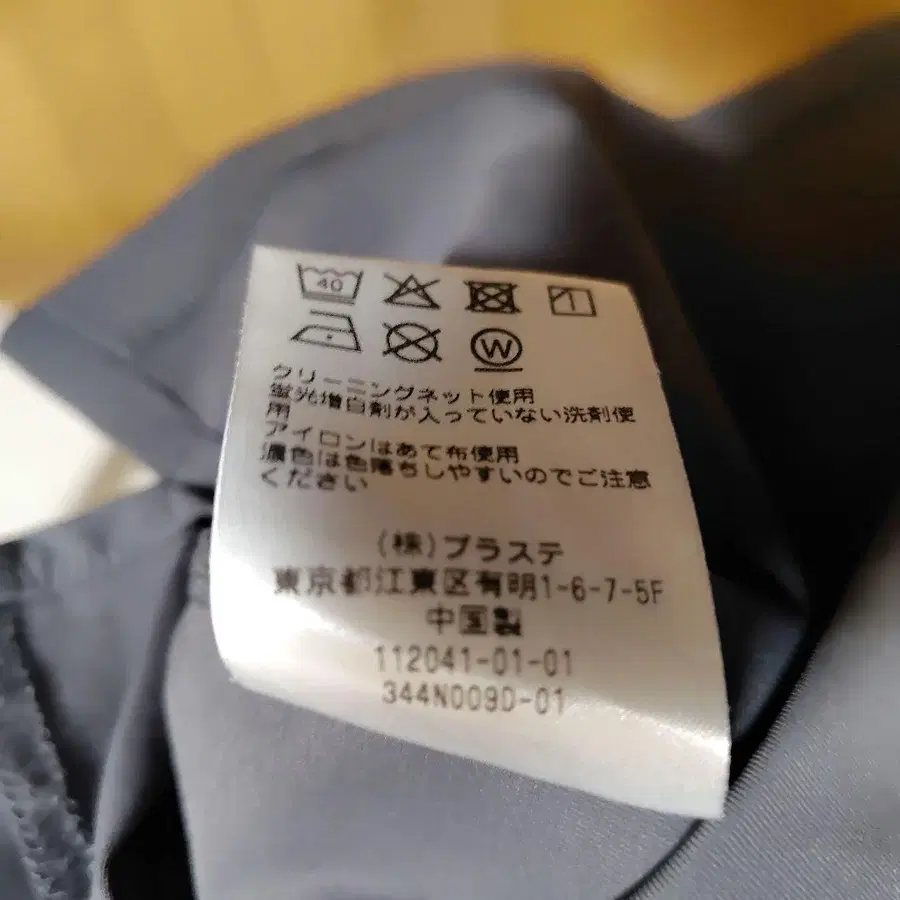 40
W
クリーニングネット使用
蛍光増白剤が入っていない洗剤使
用
アイロンはあて布使用
濃色は色落ちしやすいのでご注意
ください
(株)プラステ
東京都江東区有明1-6-7-5F
中国製
112041-01-01
344N009D-01